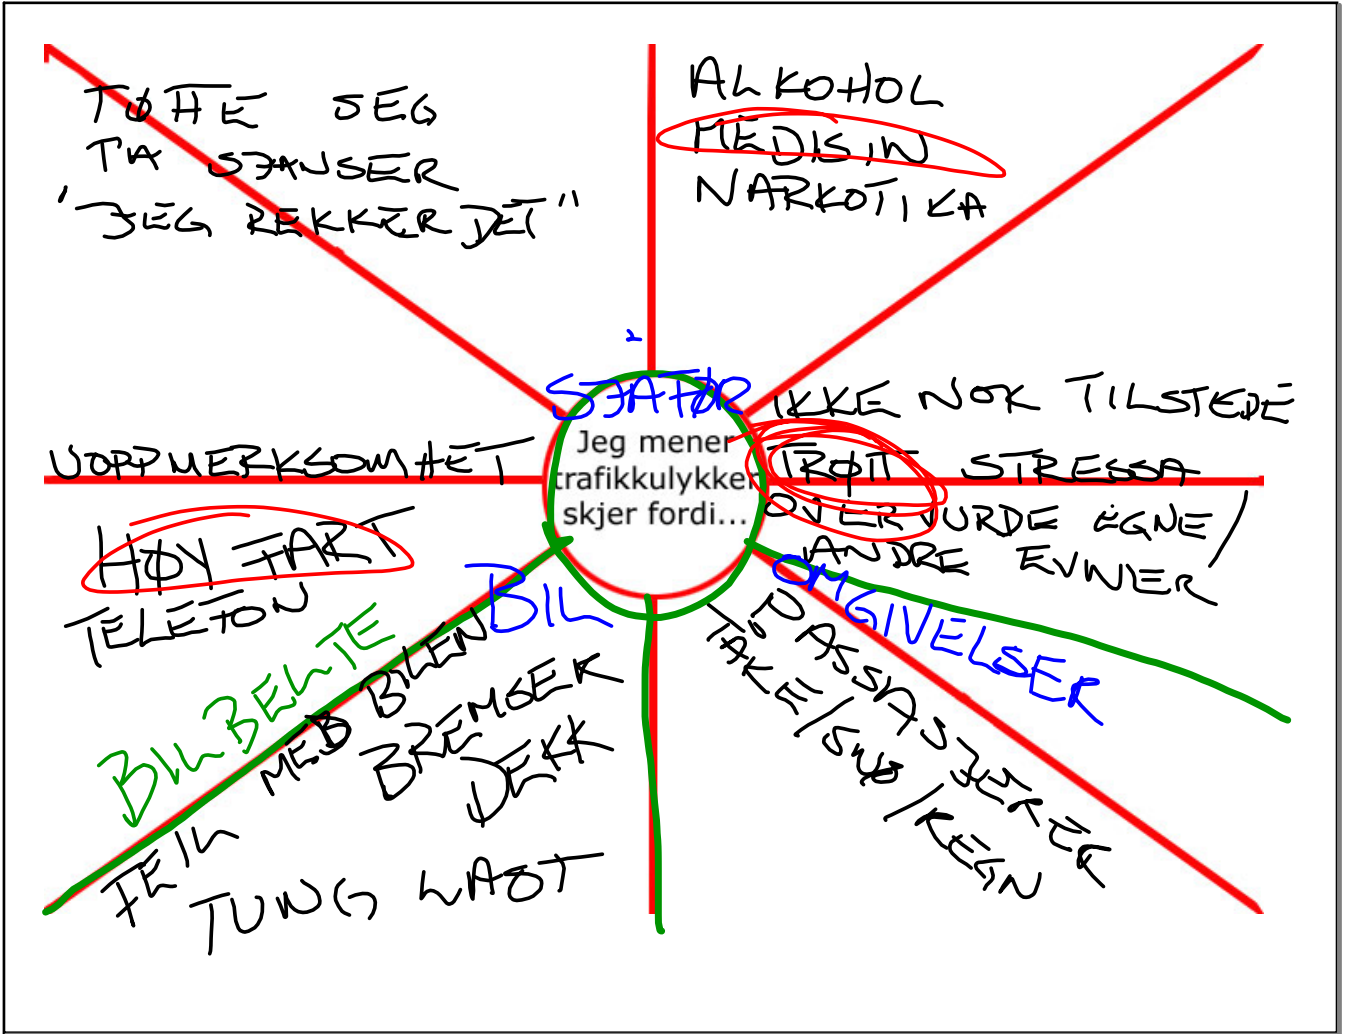 TØFFE SEG
TA SJANSER
"JEG REKKER DET"
ALKOHOL
MEDISIN
NARKOTIKA
2
SJÅFØR
Jeg mener
trafikkulykker
skjer fordi...
IKKE NOK TILSTEDE
TRØTT STRESSA
OVERVURDE EGNE/
ANDRE EVNER
UOPPMERKSOMHET
HØY FART
TELEFON
BIL
BILBELTE
FEIL MED BILEN
BREMSER
DEKK
TUNG LAST
OMGIVELSER
PASSASJERER
TÅKE/SNØ/REGN